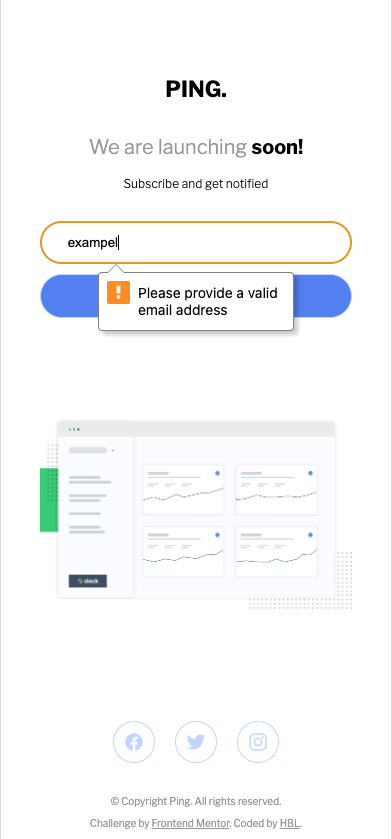 PING.
We are launching soon!
Subscribe and get notified
exampel
!
Please provide a valid
email address
slack
© Copyright Ping. All rights reserved.
Challenge by Frontend Mentor. Coded by HBL.